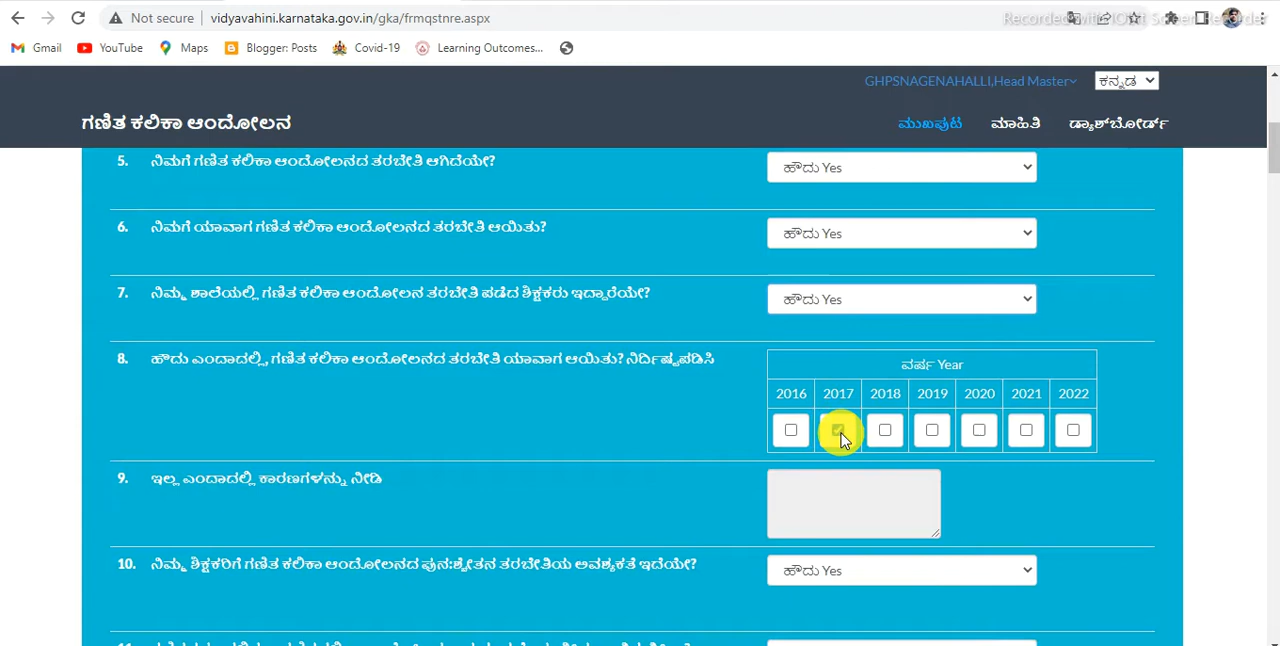 Not secure vidyavahini.karnataka.gov.in/gka/frmqstnre.aspx
Gmail YouTube Maps Blogger: Posts Covid-19 Learning Outcomes...
GHPSNAGENAHALLI,Head Master ಕನ್ನಡ
ಗಣಿತ ಕಲಿಕಾ ಆಂದೋಲನ ಮುಖಪುಟ ಮಾಹಿತಿ ಡ್ಯಾಶ್‌ಬೋರ್ಡ್
5. ನಿಮಗೆ ಗಣಿತ ಕಲಿಕಾ ಆಂದೋಲನದ ತರಬೇತಿ ಆಗಿದೆಯೇ? ಹೌದು Yes
6. ನಿಮಗೆ ಯಾವಾಗ ಗಣಿತ ಕಲಿಕಾ ಆಂದೋಲನದ ತರಬೇತಿ ಆಯಿತು? ಹೌದು Yes
7. ನಿಮ್ಮ ಶಾಲೆಯಲ್ಲಿ ಗಣಿತ ಕಲಿಕಾ ಆಂದೋಲನ ತರಬೇತಿ ಪಡೆದ ಶಿಕ್ಷಕರು ಇದ್ದಾರೆಯೇ? ಹೌದು Yes
8. ಹೌದು ಎಂದಾದಲ್ಲಿ, ಗಣಿತ ಕಲಿಕಾ ಆಂದೋಲನದ ತರಬೇತಿ ಯಾವಾಗ ಆಯಿತು? ನಿರ್ದಿಷ್ಟಪಡಿಸಿ
ವರ್ಷ Year
2016 2017 2018 2019 2020 2021 2022
9. ಇಲ್ಲ ಎಂದಾದಲ್ಲಿ ಕಾರಣಗಳನ್ನು ನೀಡಿ
10. ನಿಮ್ಮ ಶಿಕ್ಷಕರಿಗೆ ಗಣಿತ ಕಲಿಕಾ ಆಂದೋಲನದ ಪುನ:ಶ್ಚೇತನ ತರಬೇತಿಯ ಅವಶ್ಯಕತೆ ಇದೆಯೇ? ಹೌದು Yes